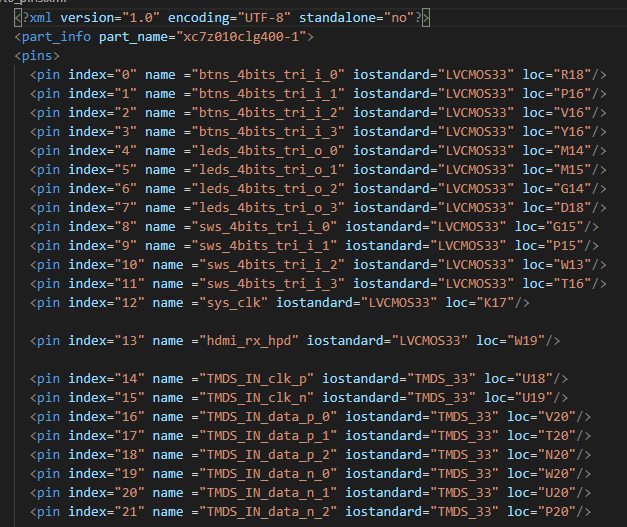 <?xml version="1.0" encoding="UTF-8" standalone="no"?>
<part_info part_name="xc7z010clg400-1">
<pins>
<pin index="0" name ="btns_4bits_tri_i_0" iostandard="LVCMOS33" loc="R18"/>
<pin index="1" name ="btns_4bits_tri_i_1" iostandard="LVCMOS33" loc="P16"/>
<pin index="2" name ="btns_4bits_tri_i_2" iostandard="LVCMOS33" loc="V16"/>
<pin index="3" name ="btns_4bits_tri_i_3" iostandard="LVCMOS33" loc="Y16"/>
<pin index="4" name ="leds_4bits_tri_o_0" iostandard="LVCMOS33" loc="M14"/>
<pin index="5" name ="leds_4bits_tri_o_1" iostandard="LVCMOS33" loc="M15"/>
<pin index="6" name ="leds_4bits_tri_o_2" iostandard="LVCMOS33" loc="G14"/>
<pin index="7" name ="leds_4bits_tri_o_3" iostandard="LVCMOS33" loc="D18"/>
<pin index="8" name ="sws_4bits_tri_i_0" iostandard="LVCMOS33" loc="G15"/>
<pin index="9" name ="sws_4bits_tri_i_1" iostandard="LVCMOS33" loc="P15"/>
<pin index="10" name ="sws_4bits_tri_i_2" iostandard="LVCMOS33" loc="W13"/>
<pin index="11" name ="sws_4bits_tri_i_3" iostandard="LVCMOS33" loc="T16"/>
<pin index="12" name ="sys_clk" iostandard="LVCMOS33" loc="K17"/>
<pin index="13" name ="hdmi_rx_hpd" iostandard="LVCMOS33" loc="W19"/>
<pin index="14" name ="TMDS_IN_clk_p" iostandard="TMDS_33" loc="U18"/>
<pin index="15" name ="TMDS_IN_clk_n" iostandard="TMDS_33" loc="U19"/>
<pin index="16" name ="TMDS_IN_data_p_0" iostandard="TMDS_33" loc="V20"/>
<pin index="17" name ="TMDS_IN_data_p_1" iostandard="TMDS_33" loc="T20"/>
<pin index="18" name ="TMDS_IN_data_p_2" iostandard="TMDS_33" loc="N20"/>
<pin index="19" name ="TMDS_IN_data_n_0" iostandard="TMDS_33" loc="W20"/>
<pin index="20" name ="TMDS_IN_data_n_1" iostandard="TMDS_33" loc="U20"/>
<pin index="21" name ="TMDS_IN_data_n_2" iostandard="TMDS_33" loc="P20"/>